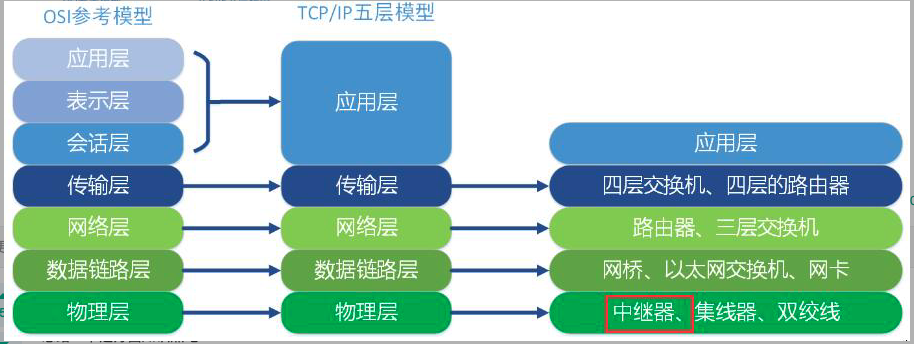 OSI参考模型
TCP/IP五层模型
应用层
表示层
会话层
传输层
网络层
数据链路层
物理层
应用层
传输层
网络层
数据链路层
物理层
应用层
四层交换机、四层的路由器
路由器、三层交换机
网桥、以太网交换机、网卡
中继器、集线器、双绞线